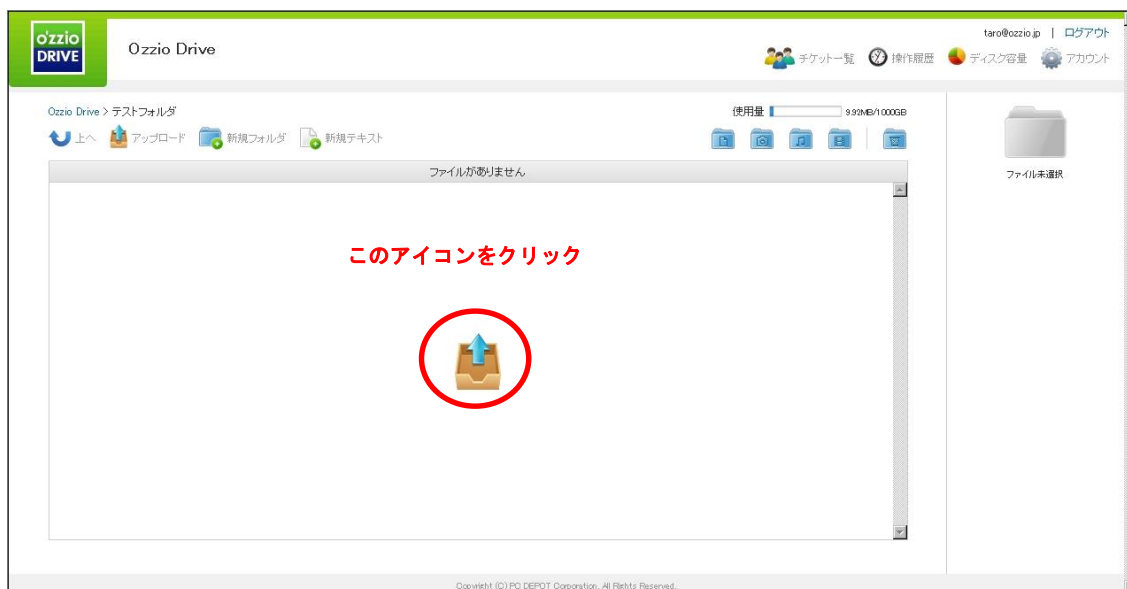 o'zzio
DRIVE
Ozzio Drive
taro@ozzio.jp | ログアウト
チケット一覧 操作履歴 ディスク容量 アカウント
Ozzio Drive > テストフォルダ
使用量 9.92MB/1000GB
上へ アップロード 新規フォルダ 新規テキスト
ファイルがありません
ファイル未選択
このアイコンをクリック
Copyright (C) PC DEPOT Corporation. All Rights Reserved.